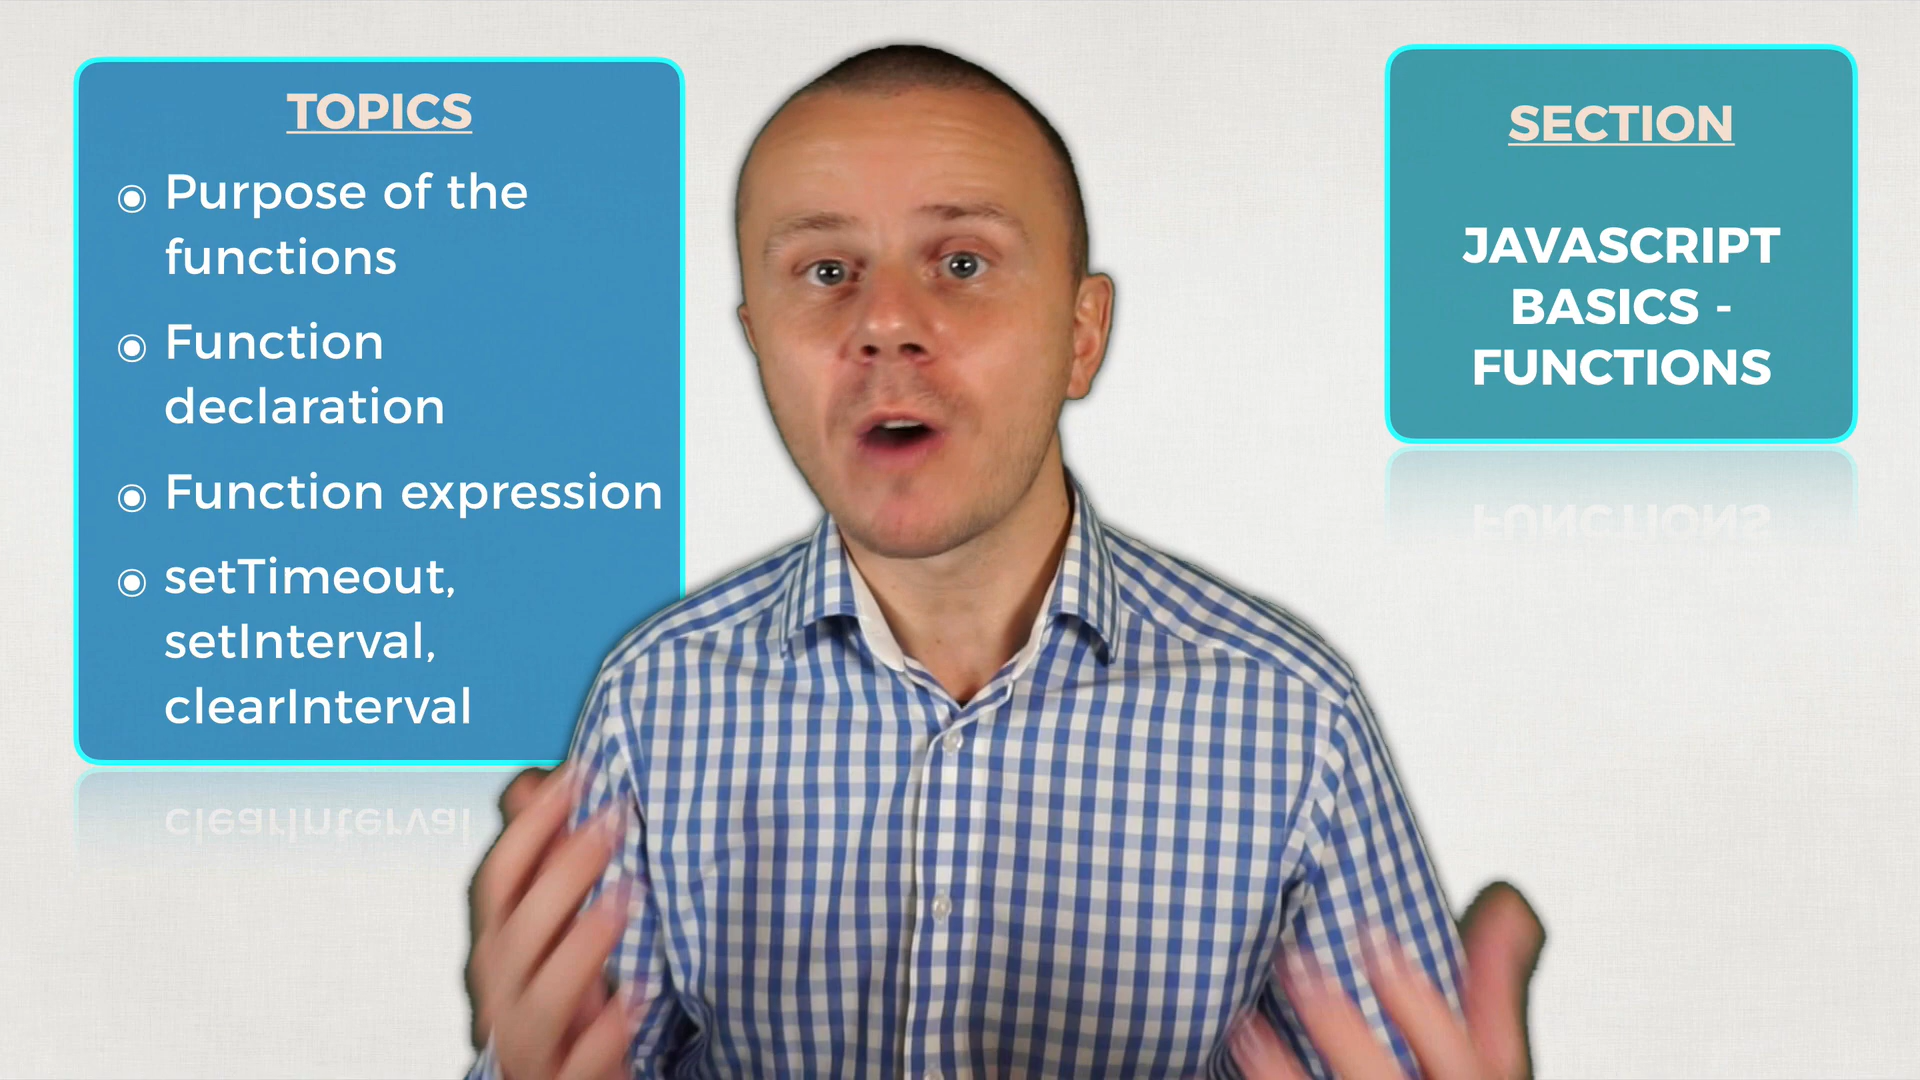 TOPICS
Purpose of the
functions
Function
declaration
Function expression
setTimeout,
setInterval,
clearInterval
SECTION
JAVASCRIPT
BASICS -
FUNCTIONS